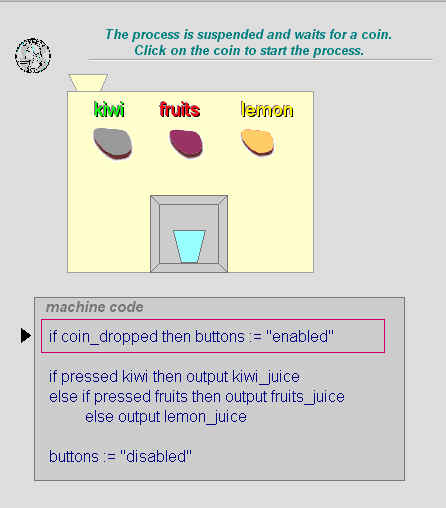 The process is suspended and waits for a coin.
Click on the coin to start the process.
kiwi fruits lemon
machine code
if coin_dropped then buttons := "enabled"
if pressed kiwi then output kiwi_juice
else if pressed fruits then output fruits_juice
else output lemon_juice
buttons := "disabled"